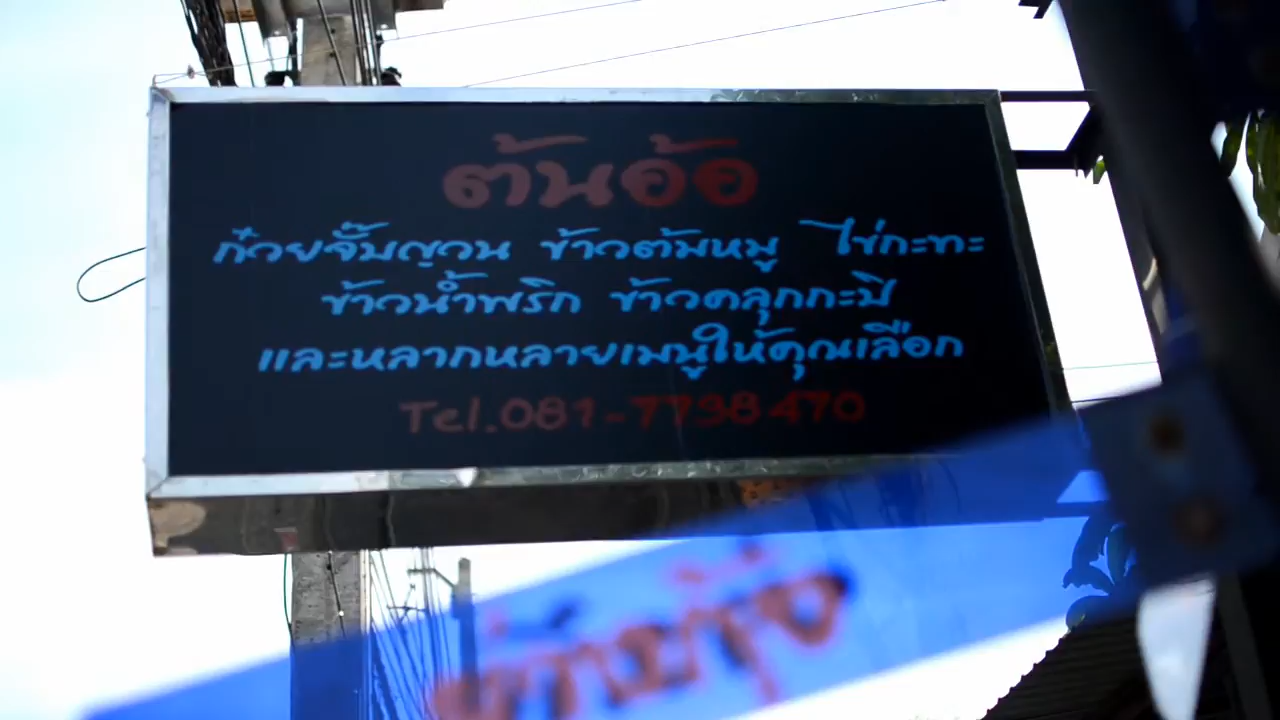 ต้นอ้อ
ก๋วยจั๊บญวน ข้าวต้มหมู ไข่กะทะ
ข้าวน้ำพริก ข้าวคลุกกะปิ
และหลากหลายเมนูให้คุณเลือก
Tel.081-7738470